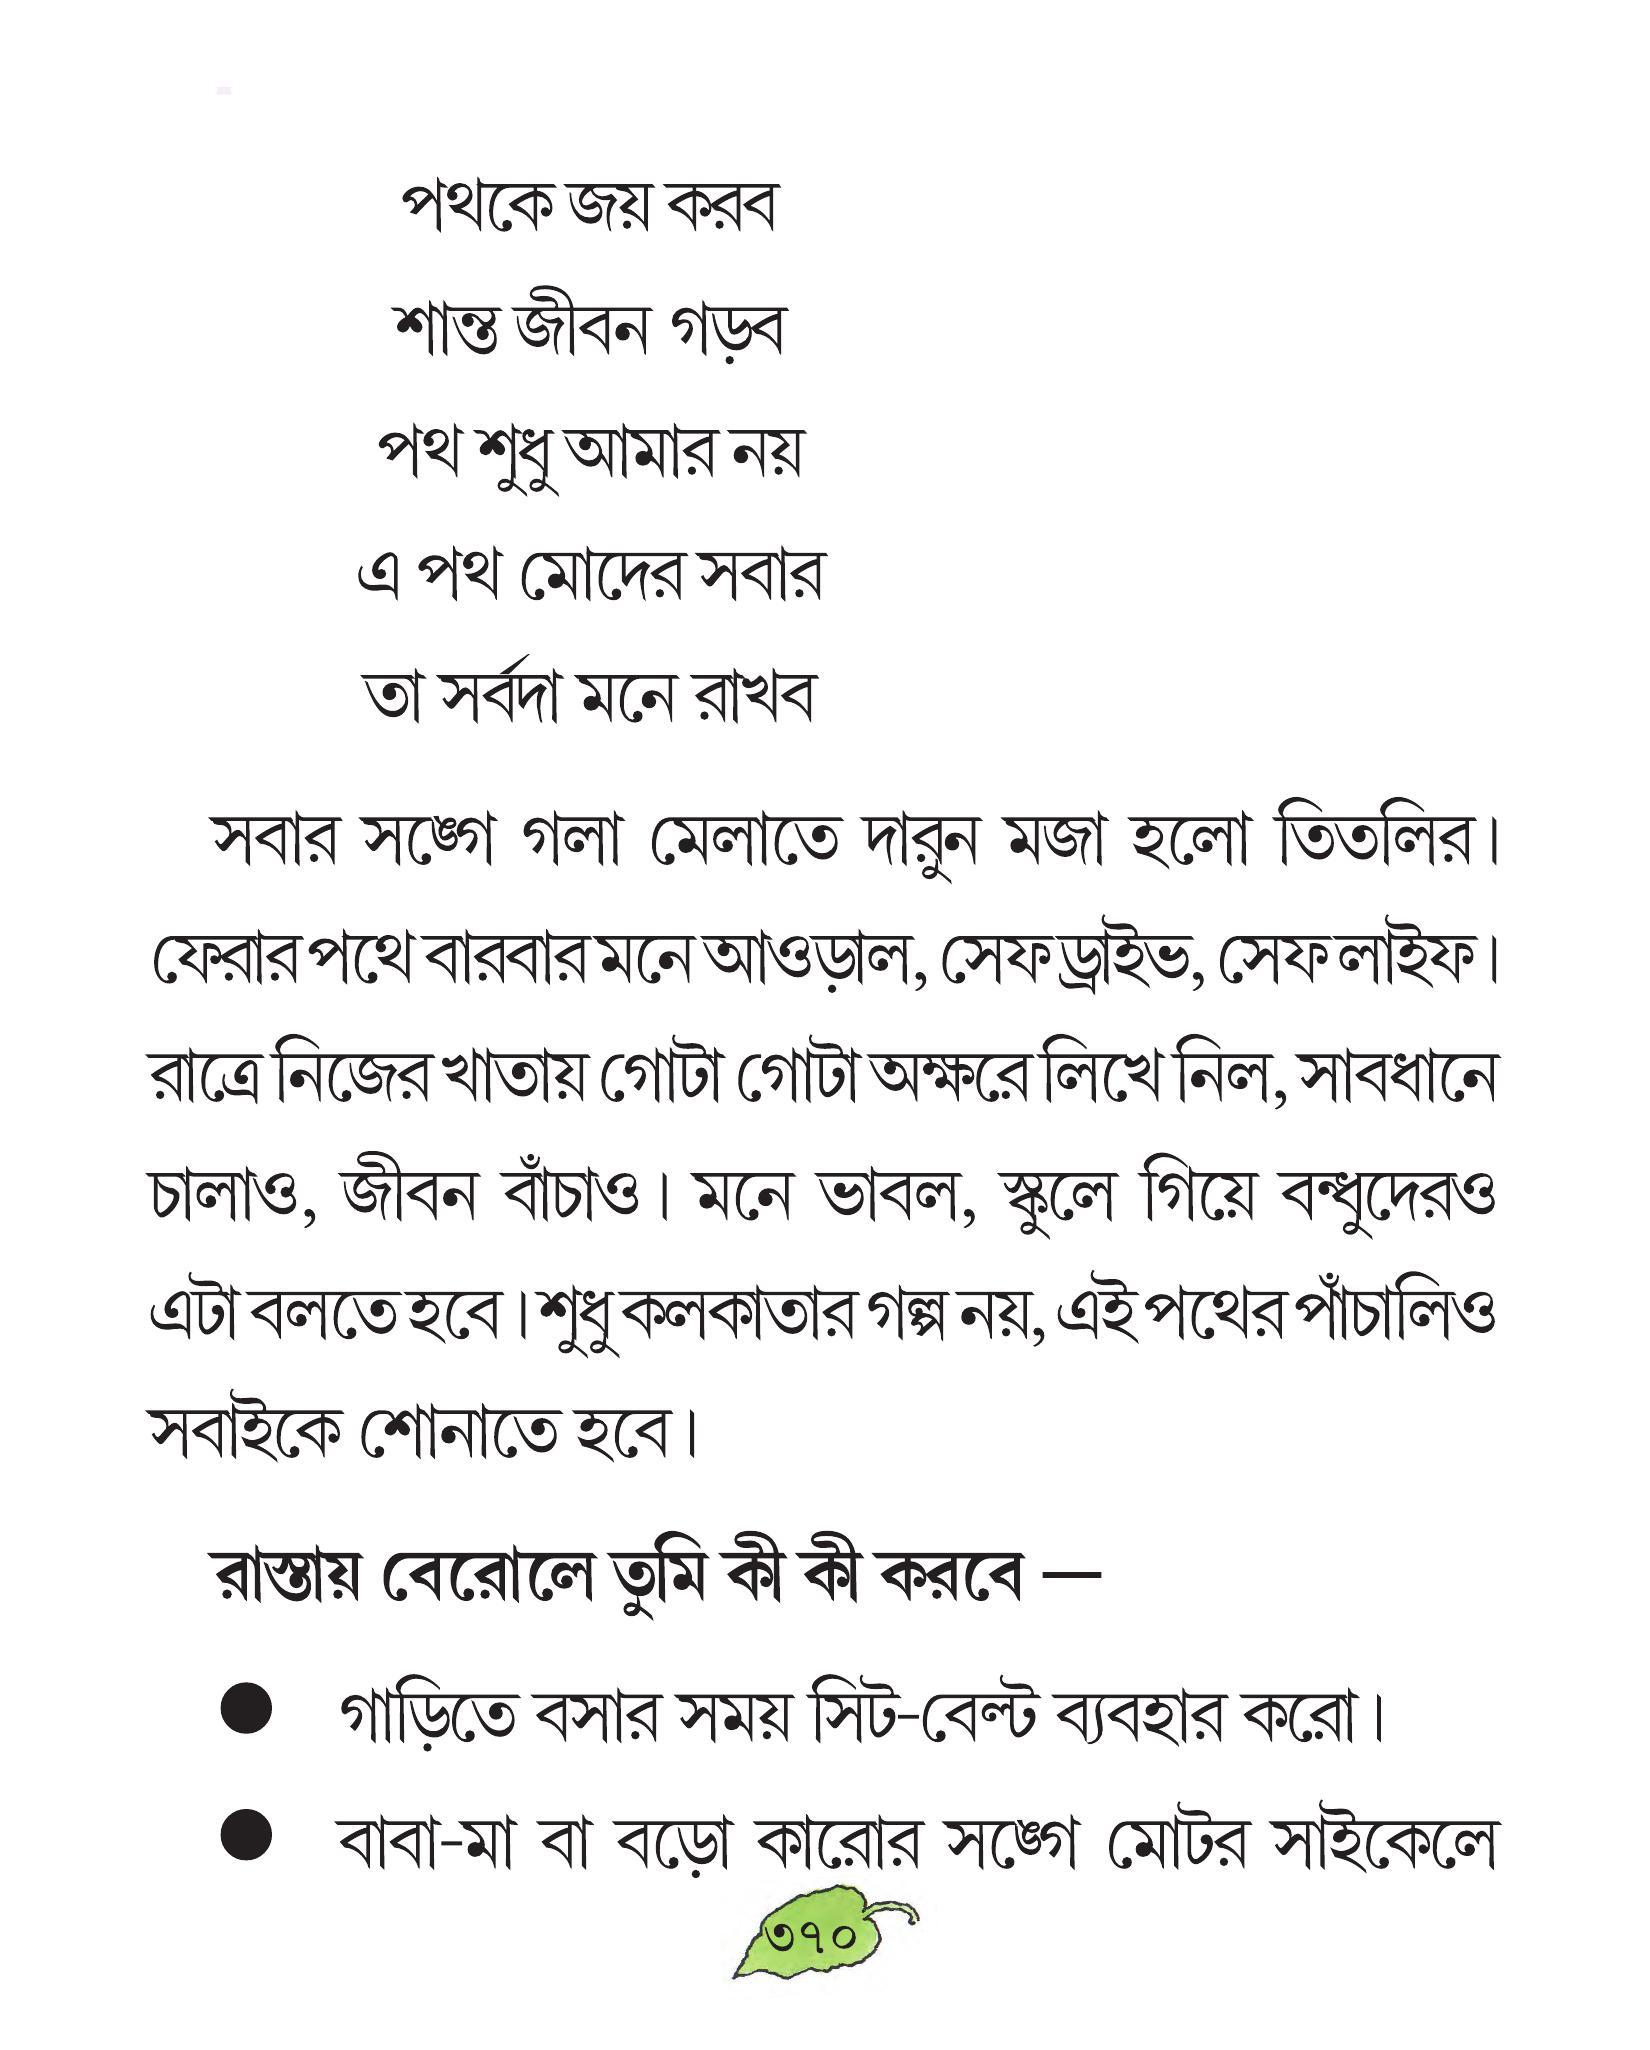 পথকে জয় করব
শান্ত জীবন গড়ব
পথ শুধু আমার নয়
এ পথ মোদের সবার
তা সর্বদা মনে রাখব
সবার সঙ্গে গলা মেলাতে দারুন মজা হলো তিতলির।
ফেরার পথে বারবার মনে আওড়াল, সেফ ড্রাইভ, সেফ লাইফ।
রাত্রে নিজের খাতায় গোটা গোটা অক্ষরে লিখে নিল, সাবধানে
চালাও, জীবন বাঁচাও। মনে ভাবল, স্কুলে গিয়ে বন্ধুদেরও
এটা বলতে হবে। শুধু কলকাতার গল্প নয়, এই পথের পাঁচালিও
সবাইকে শোনাতে হবে।
রাস্তায় বেরোলে তুমি কী কী করবে —
● গাড়িতে বসার সময় সিট-বেল্ট ব্যবহার করো।
● বাবা-মা বা বড়ো কারোর সঙ্গে মোটর সাইকেলে
৩৭০